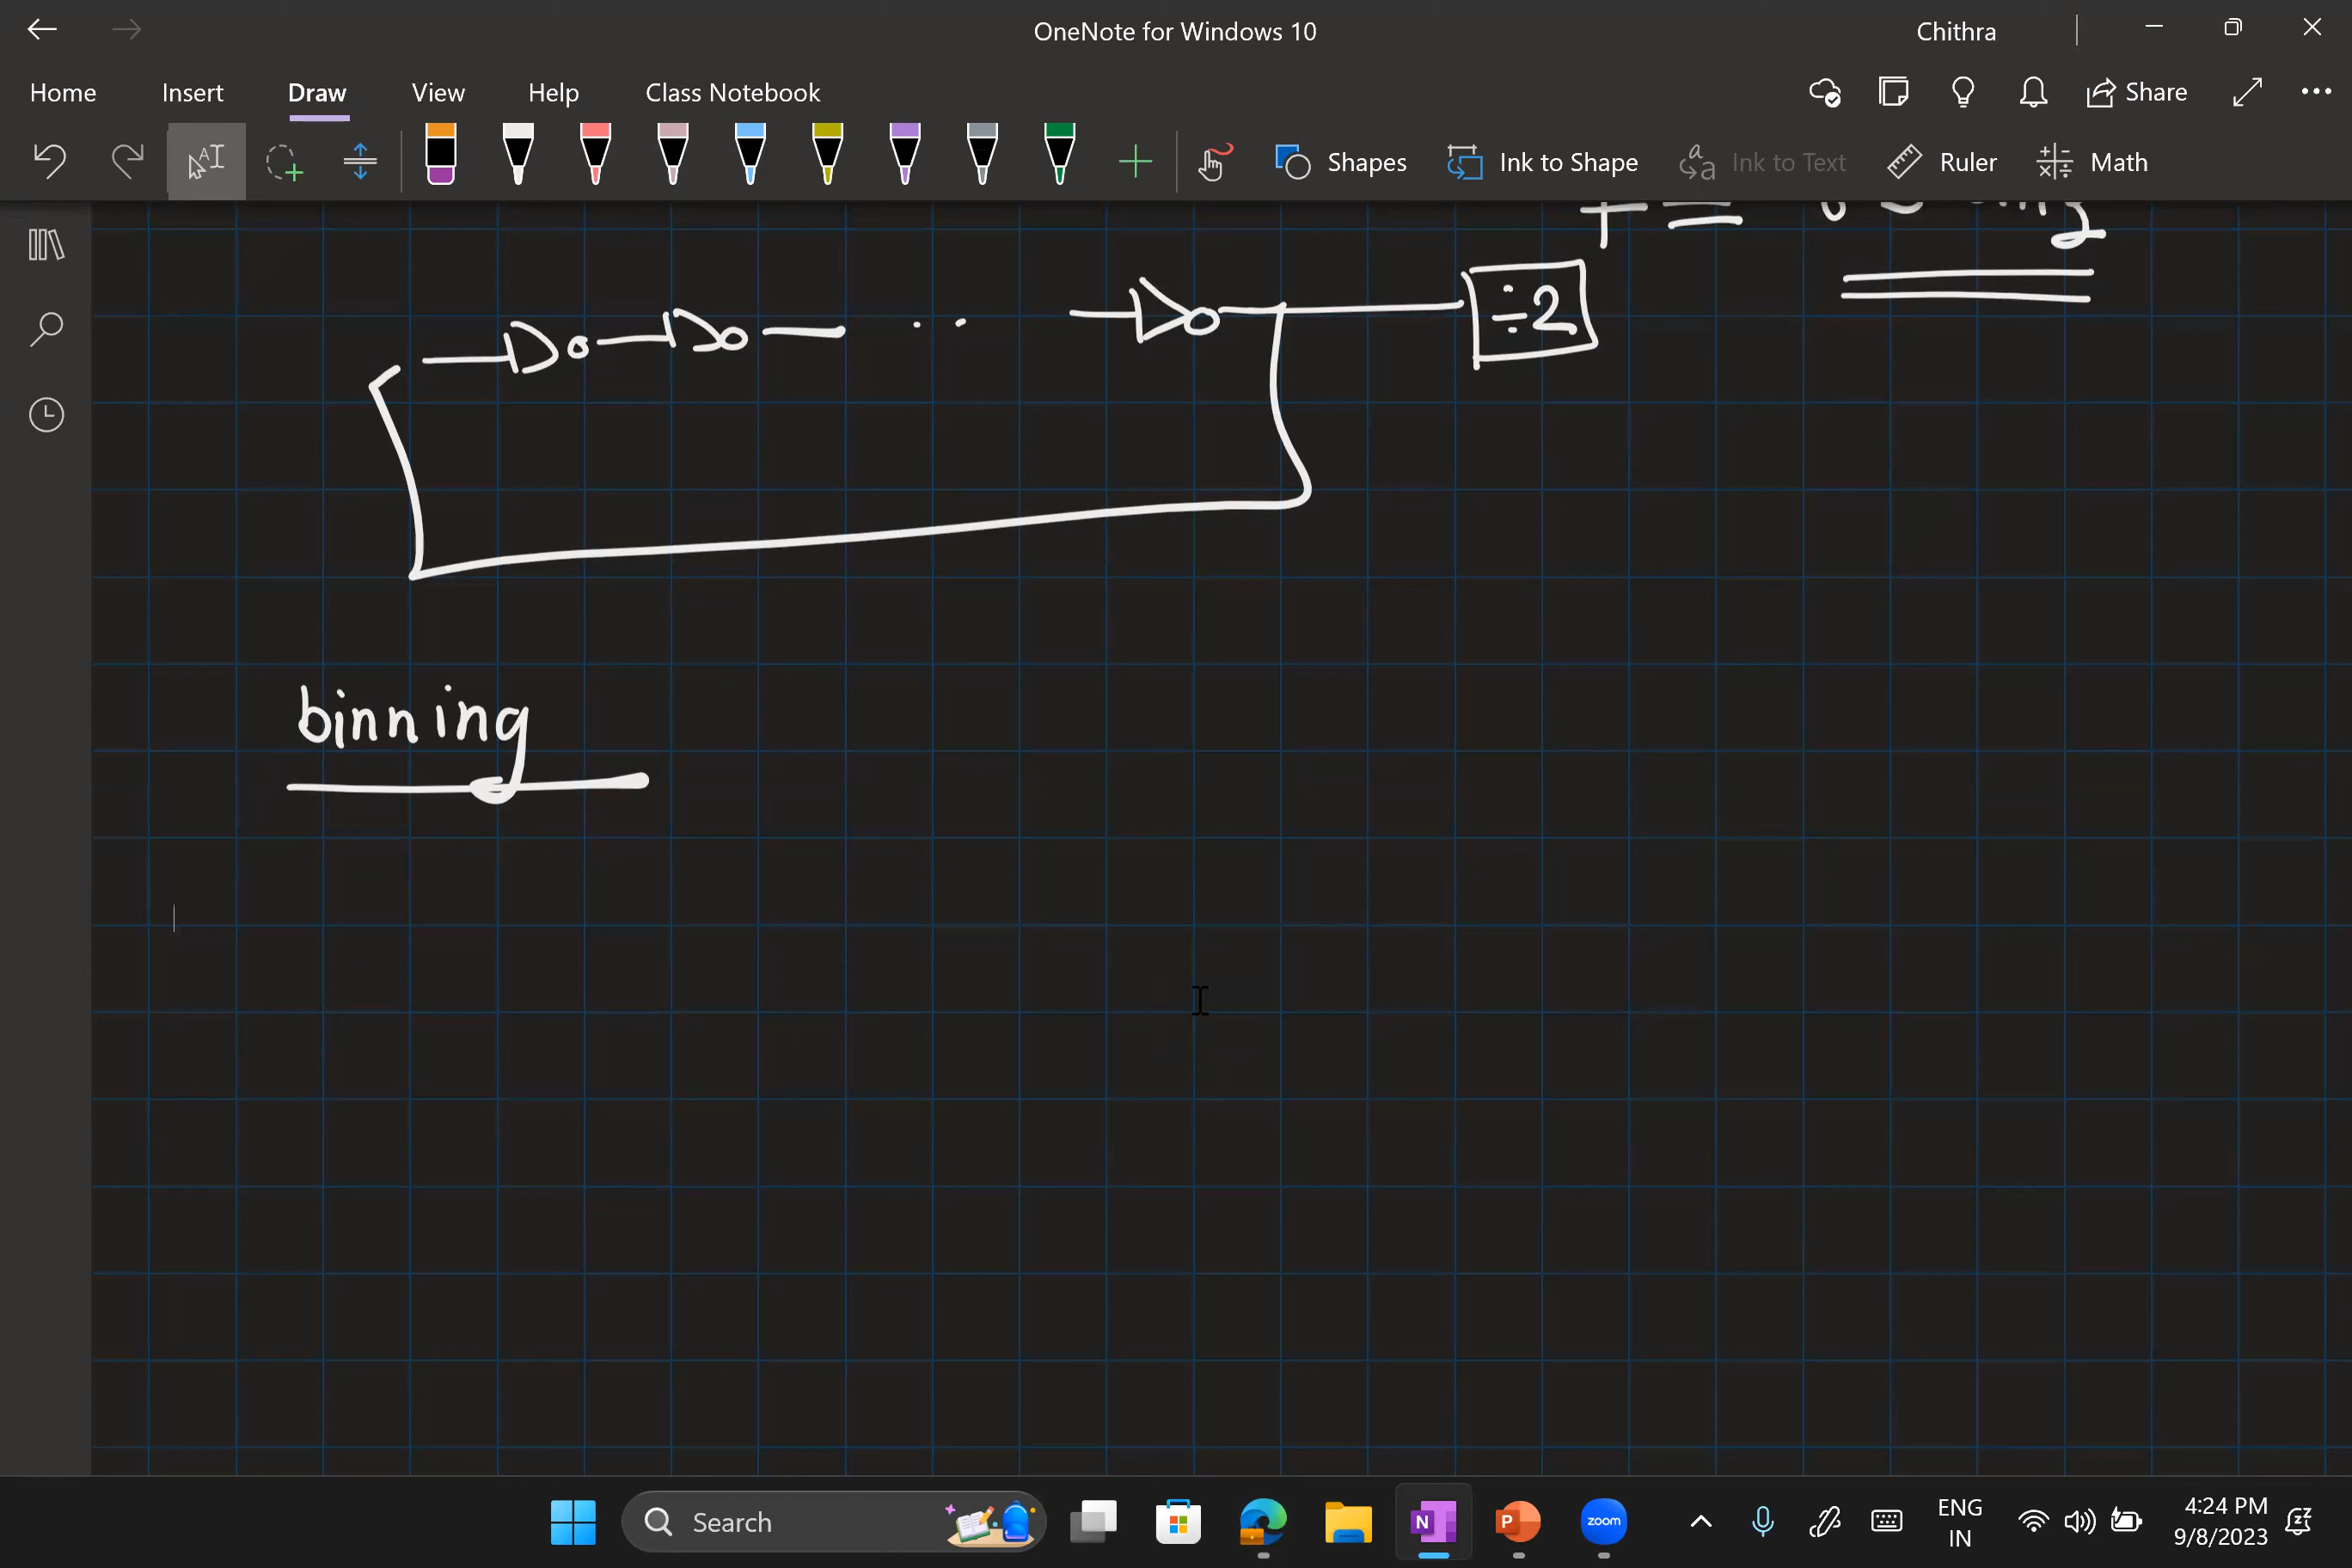 OneNote for Windows 10
Chithra
Home Insert Draw View Help Class Notebook
Share
Shapes Ink to Shape Ink to Text Ruler Math
÷2
binning
Search
zoom
ENG
IN
4:24 PM
9/8/2023